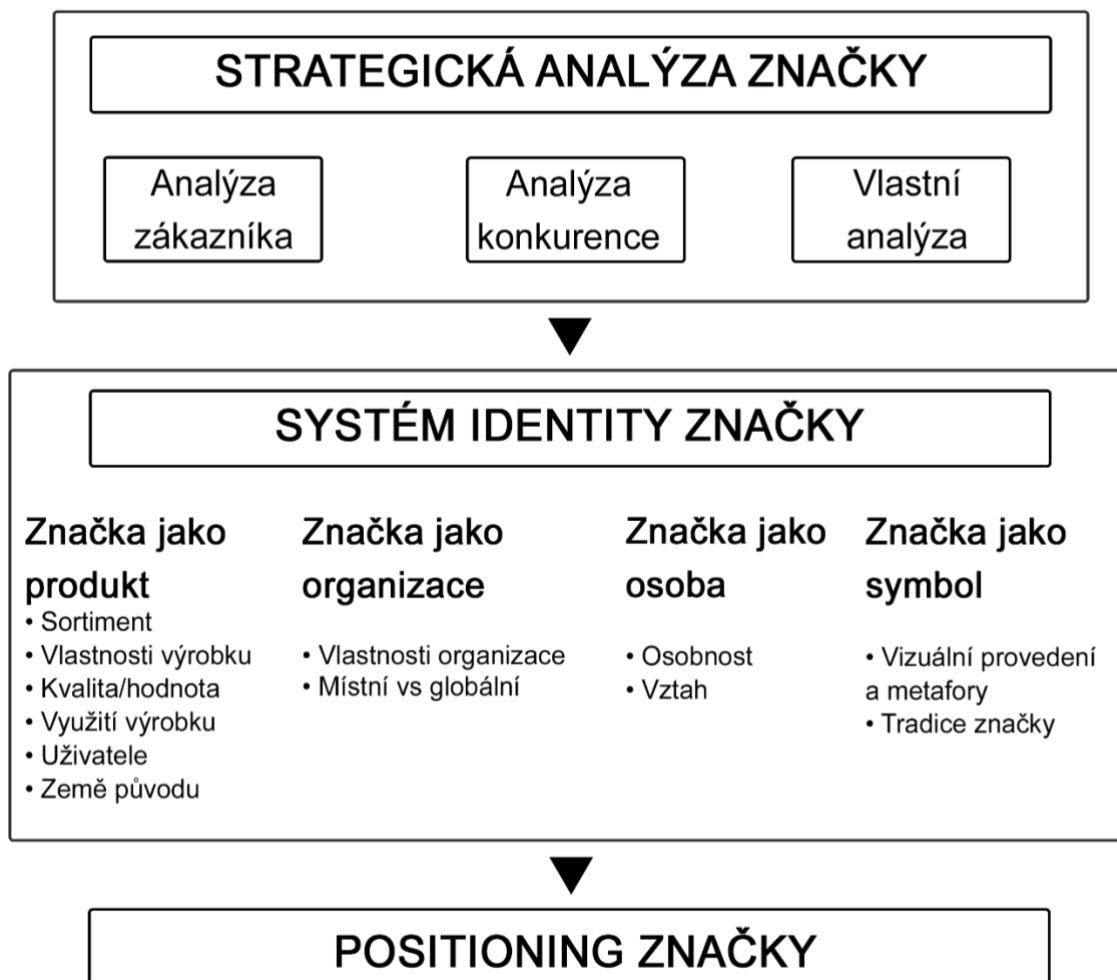 STRATEGICKÁ ANALÝZA ZNAČKY
Analýza
zákazníka
Analýza
konkurence
Vlastní
analýza
SYSTÉM IDENTITY ZNAČKY
Značka jako
produkt
• Sortiment
• Vlastnosti výrobku
• Kvalita/hodnota
• Využití výrobku
• Uživatele
• Země původu
Značka jako
organizace
• Vlastnosti organizace
• Místní vs globální
Značka jako
osoba
• Osobnost
• Vztah
Značka jako
symbol
• Vizuální provedení
a metafory
• Tradice značky
POSITIONING ZNAČKY